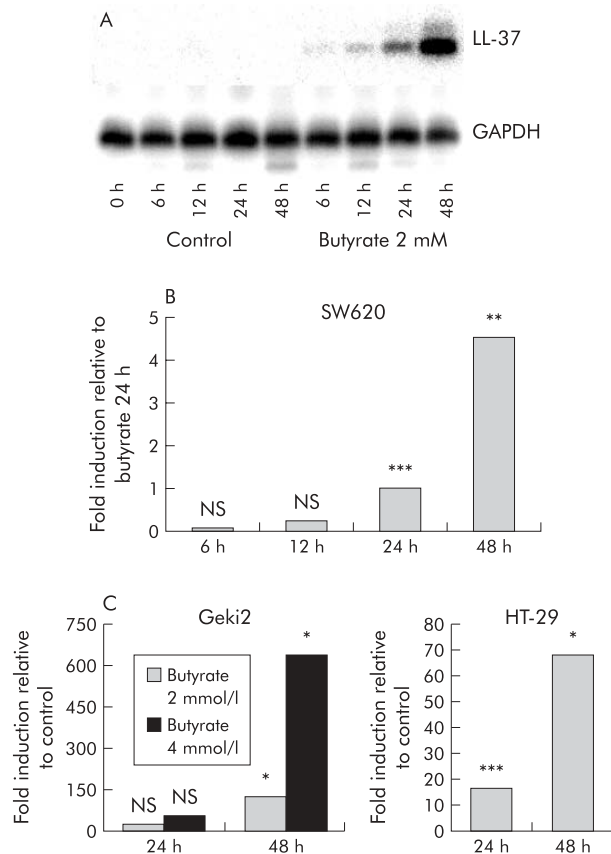 A
LL-37
GAPDH
0 h 6 h 12 h 24 h 48 h 6 h 12 h 24 h 48 h
Control Butyrate 2 mM
B
SW620
Fold induction relative to
butyrate 24 h
5
4
3
2
1
0
NS NS *** **
6 h 12 h 24 h 48 h
C
Geki2
Fold induction relative
to control
750
600
450
300
150
0
Butyrate
2 mmol/l
Butyrate
4 mmol/l
NS NS * *
24 h 48 h
HT-29
Fold induction relative
to control
80
70
60
50
40
30
20
10
0
*** *
24 h 48 h